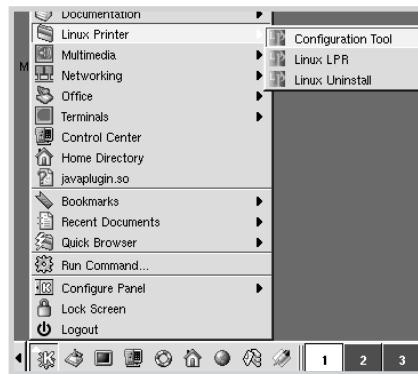 Documentation
Linux Printer
Multimedia
Networking
Office
Terminals
Control Center
Home Directory
javaplugin.so
Bookmarks
Recent Documents
Quick Browser
Run Command...
Configure Panel
Lock Screen
Logout
Configuration Tool
Linux LPR
Linux Uninstall
M
1 2 3